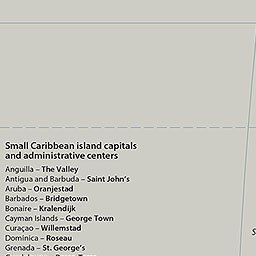 Small Caribbean island capitals
and administrative centers
Anguilla – The Valley
Antigua and Barbuda – Saint John's
Aruba – Oranjestad
Barbados – Bridgetown
Bonaire – Kralendijk
Cayman Islands – George Town
Curaçao – Willemstad
Dominica – Roseau
Grenada – St. George's